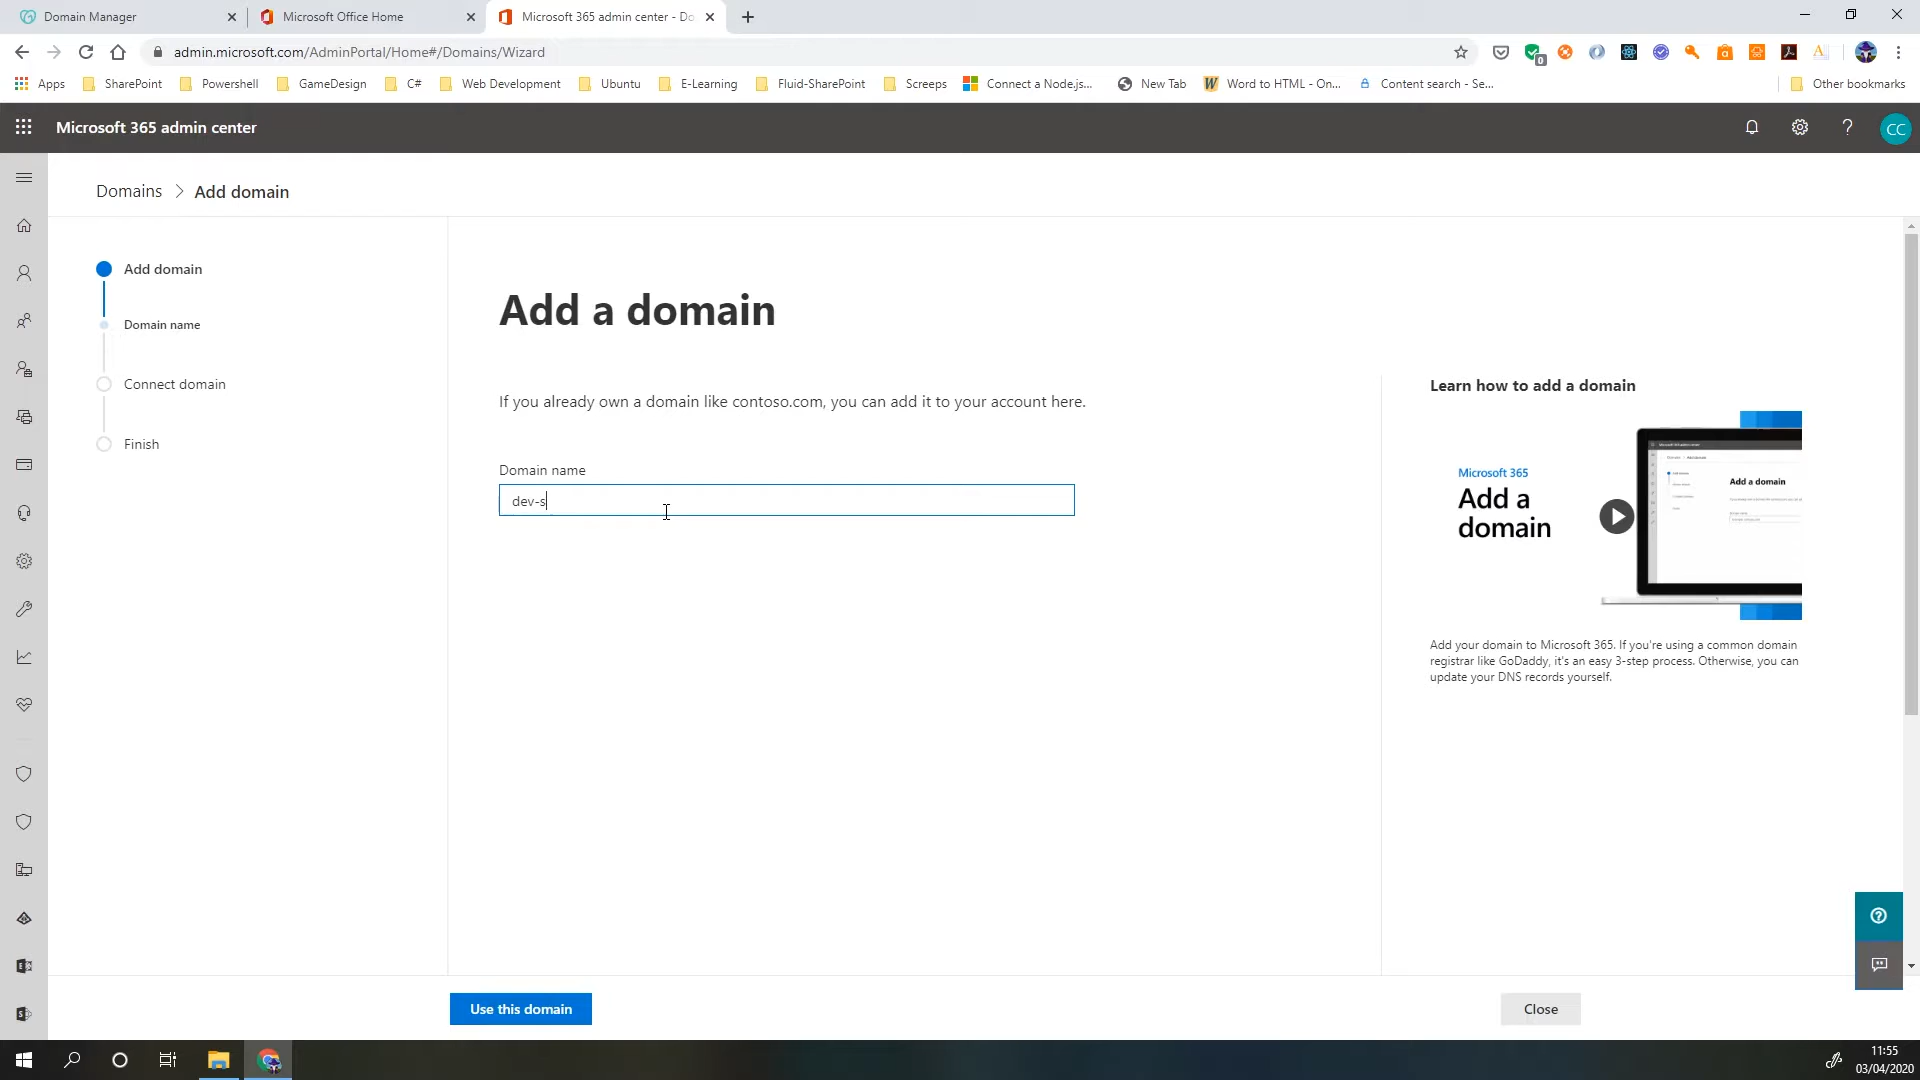 Domain Manager
Microsoft Office Home
Microsoft 365 admin center - Do
admin.microsoft.com/AdminPortal/Home#/Domains/Wizard
0
Apps
SharePoint
Powershell
GameDesign
C#
Web Development
Ubuntu
E-Learning
Fluid-SharePoint
Screeps
Connect a Node.js...
New Tab
Word to HTML - On...
Content search - Se...
Other bookmarks
Microsoft 365 admin center
?
CC
Domains > Add domain
Add domain
Domain name
Connect domain
Finish
Add a domain
If you already own a domain like contoso.com, you can add it to your account here.
Domain name
dev-s
Learn how to add a domain
Microsoft 365
Add a
domain
Add a domain
Add your domain to Microsoft 365. If you're using a common domain
registrar like GoDaddy, it's an easy 3-step process. Otherwise, you can
update your DNS records yourself.
Use this domain
Close
11:55
03/04/2020